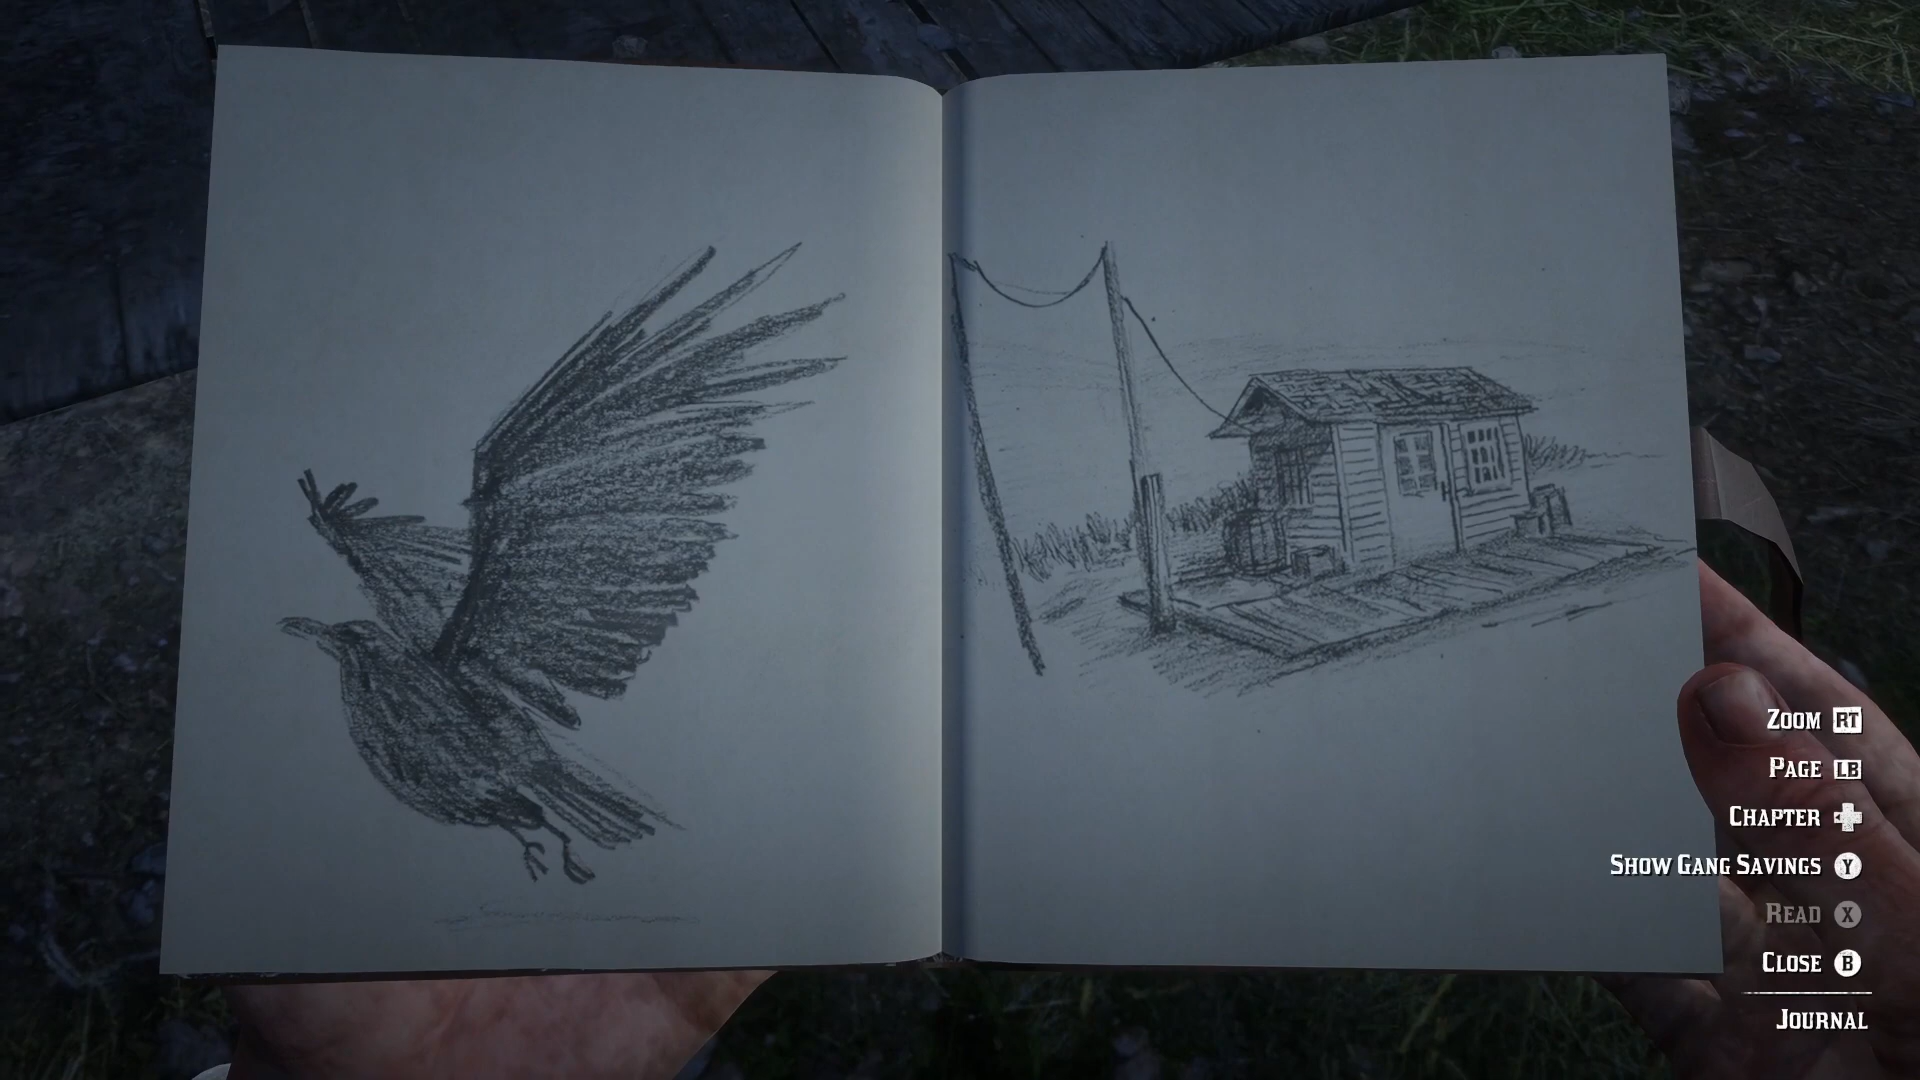 Zoom RT
Page LB
Chapter
Show Gang Savings Y
Read X
Close B
Journal